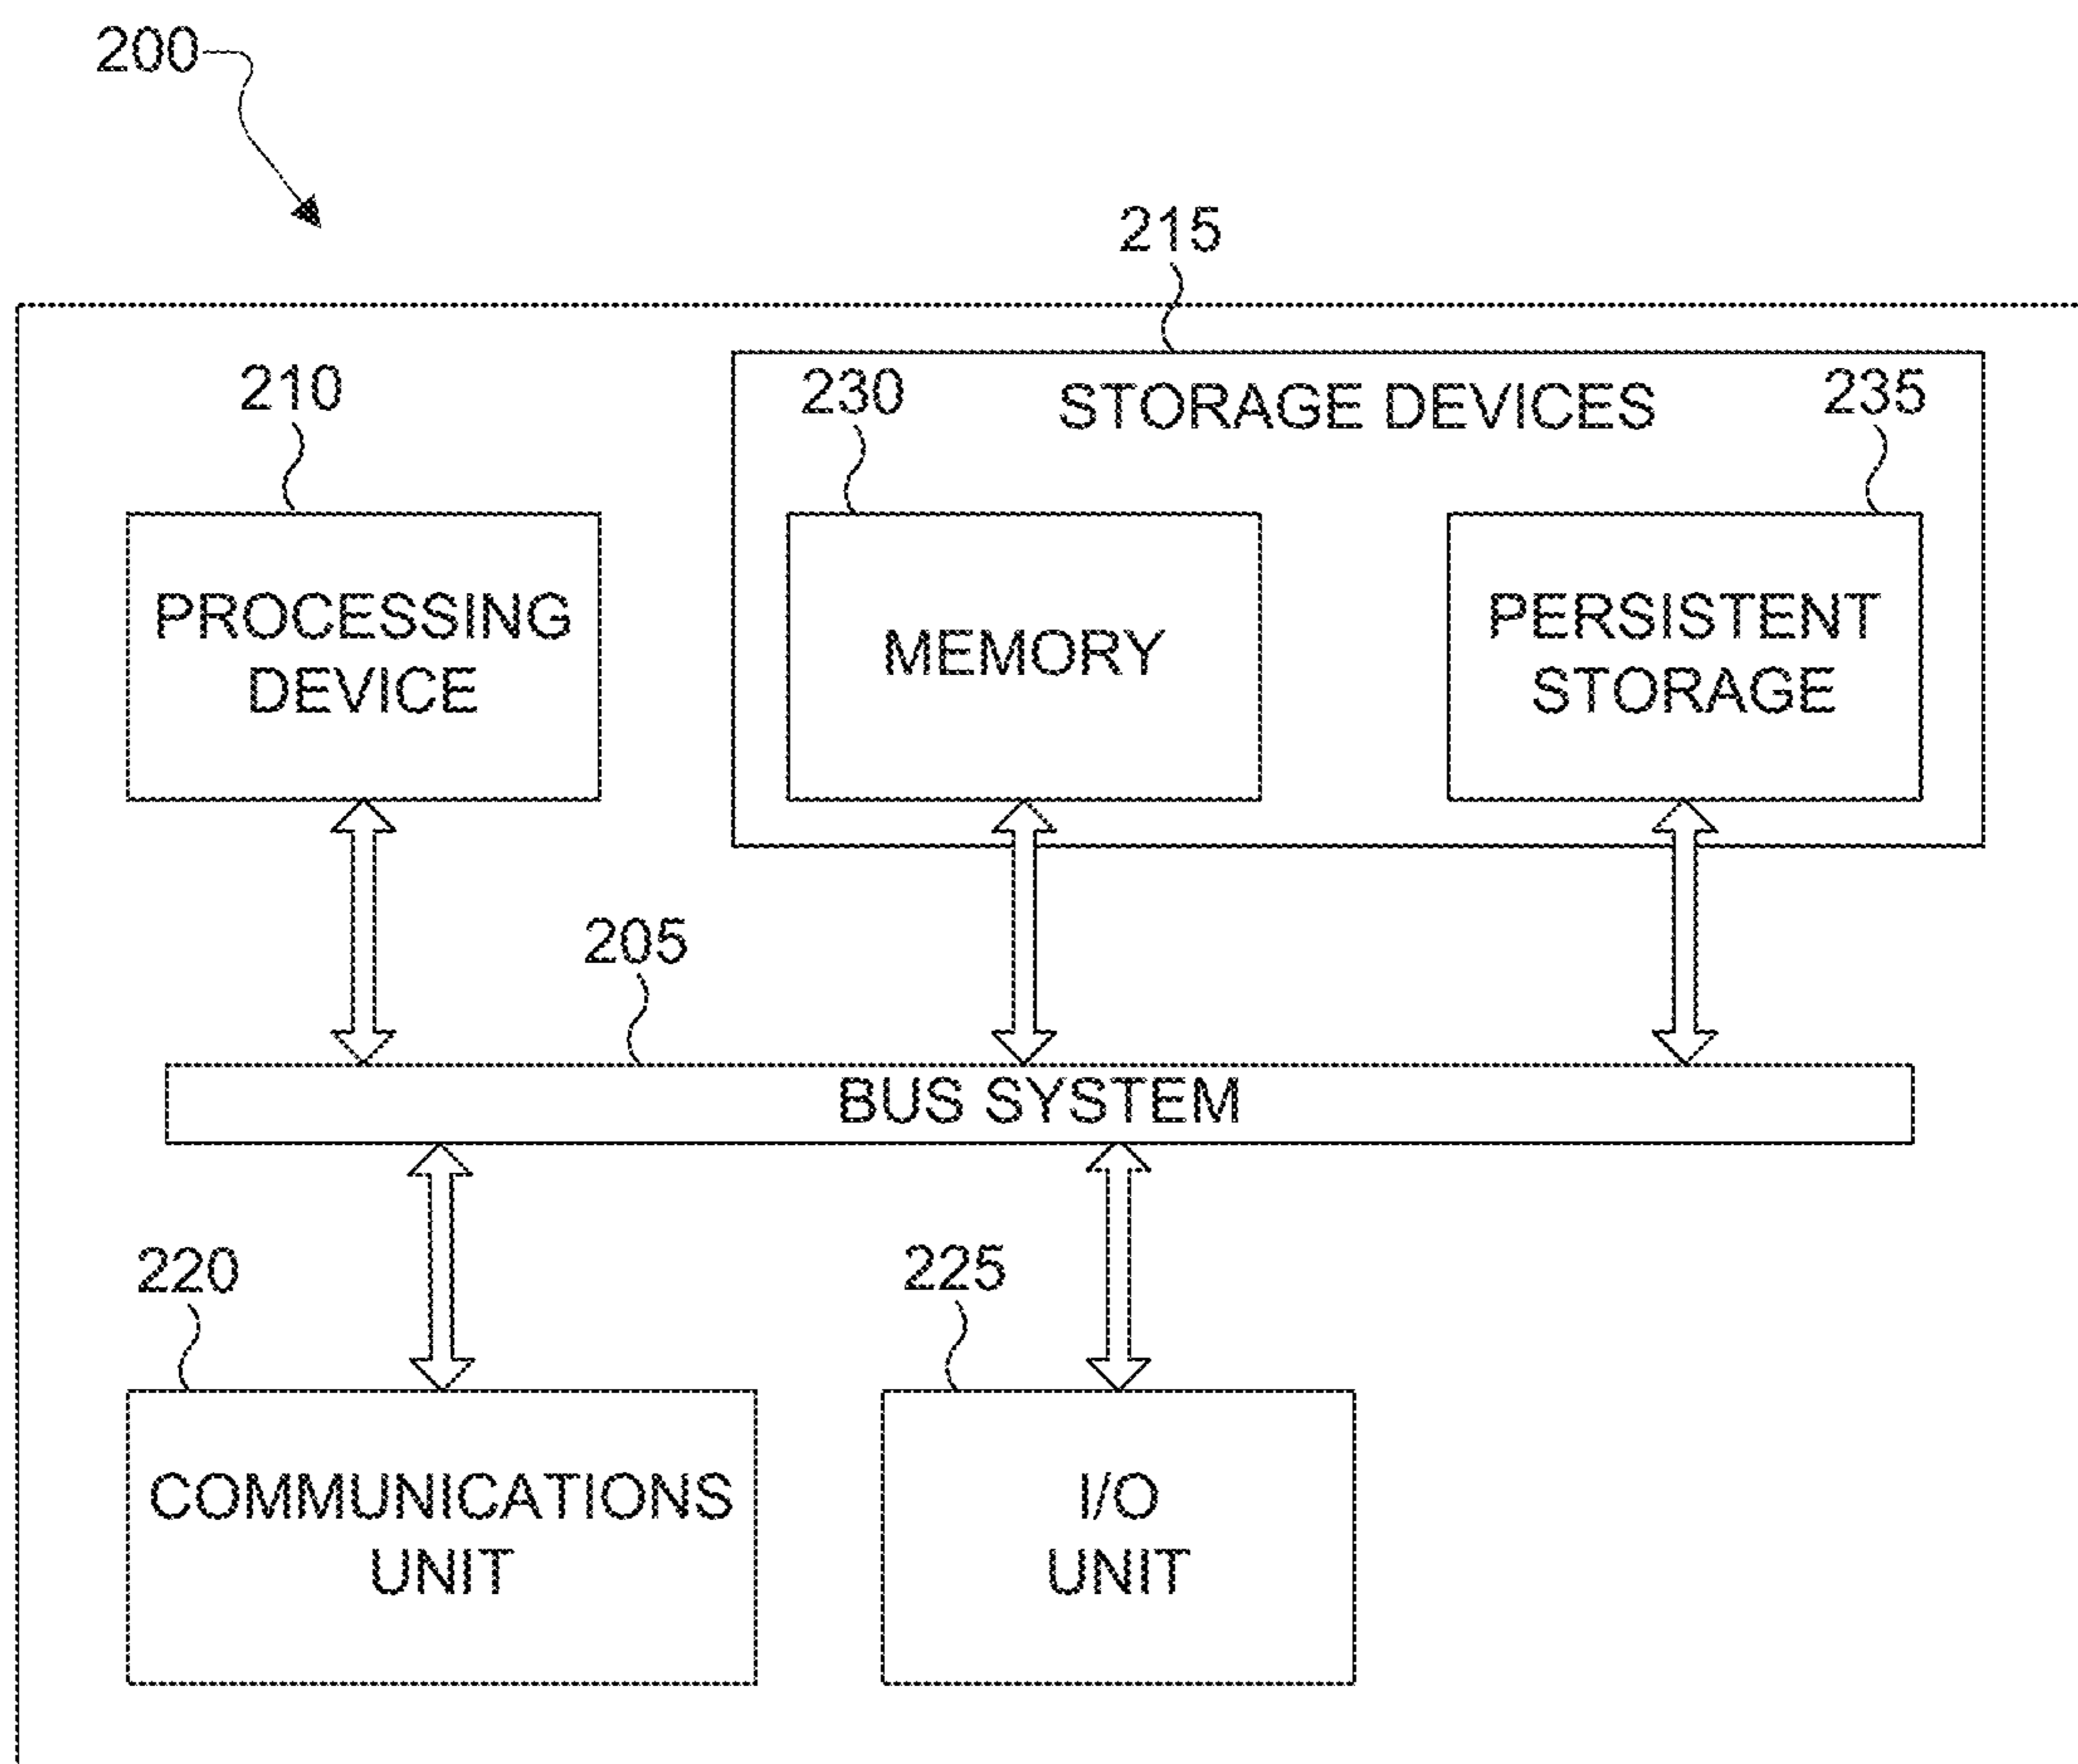 200
215
210
230
STORAGE DEVICES
235
PROCESSING
DEVICE
MEMORY
PERSISTENT
STORAGE
205
BUS SYSTEM
220
225
COMMUNICATIONS
UNIT
I/O
UNIT